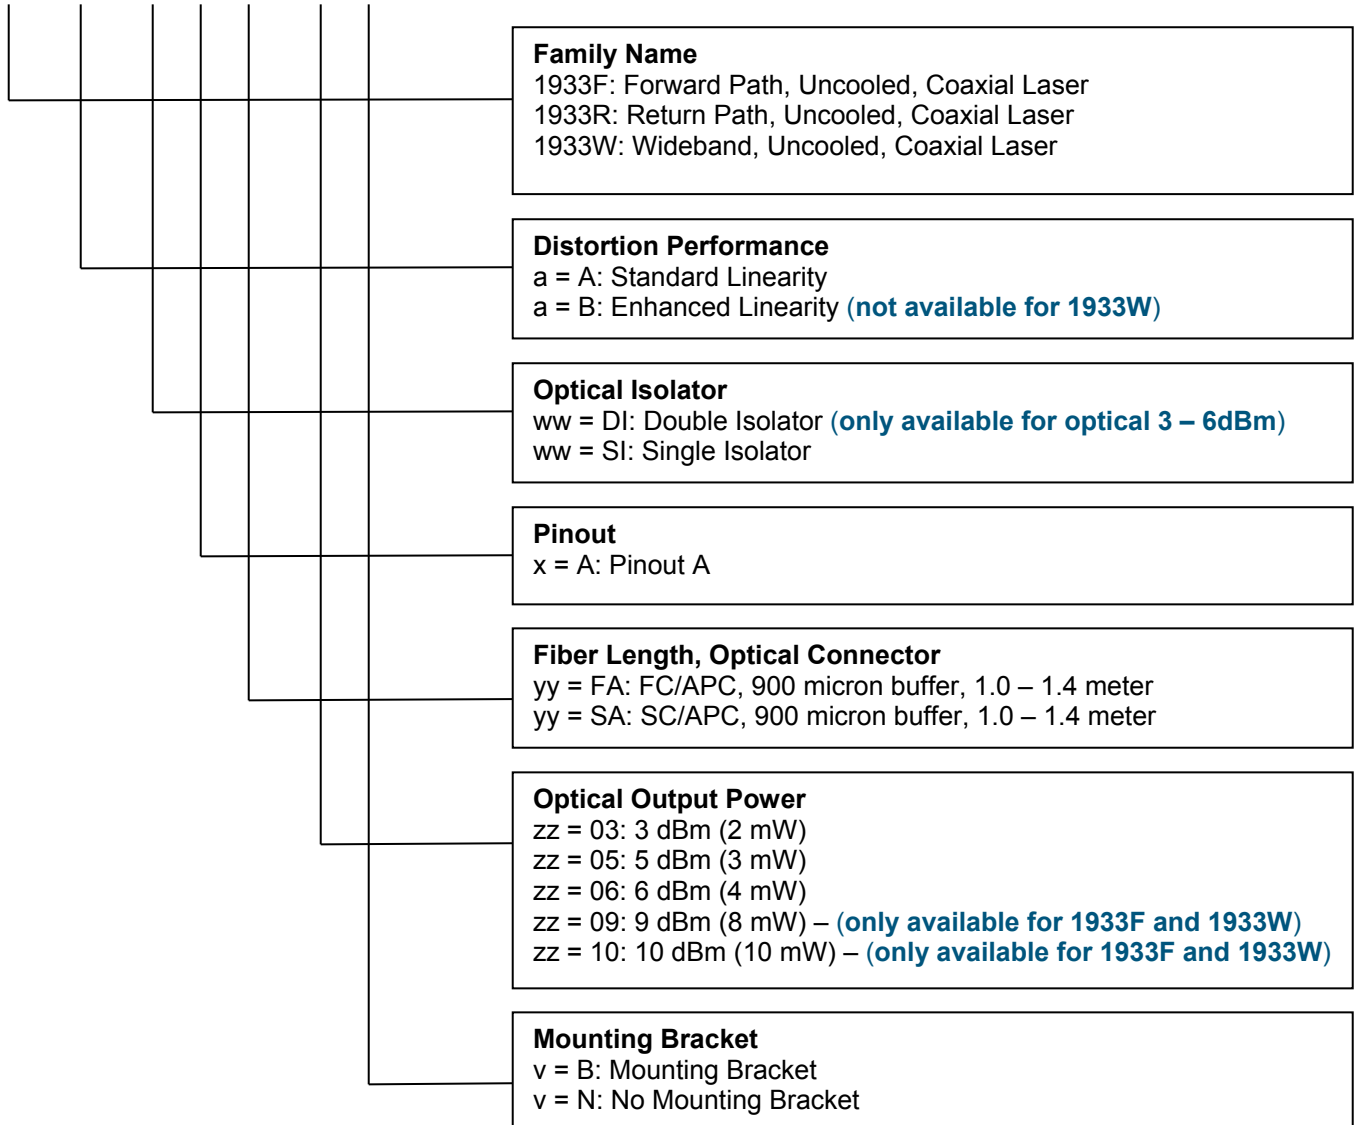 Family Name
1933F: Forward Path, Uncooled, Coaxial Laser
1933R: Return Path, Uncooled, Coaxial Laser
1933W: Wideband, Uncooled, Coaxial Laser
Distortion Performance
a = A: Standard Linearity
a = B: Enhanced Linearity (not available for 1933W)
Optical Isolator
ww = DI: Double Isolator (only available for optical 3 – 6dBm)
ww = SI: Single Isolator
Pinout
x = A: Pinout A
Fiber Length, Optical Connector
yy = FA: FC/APC, 900 micron buffer, 1.0 – 1.4 meter
yy = SA: SC/APC, 900 micron buffer, 1.0 – 1.4 meter
Optical Output Power
zz = 03: 3 dBm (2 mW)
zz = 05: 5 dBm (3 mW)
zz = 06: 6 dBm (4 mW)
zz = 09: 9 dBm (8 mW) – (only available for 1933F and 1933W)
zz = 10: 10 dBm (10 mW) – (only available for 1933F and 1933W)
Mounting Bracket
v = B: Mounting Bracket
v = N: No Mounting Bracket